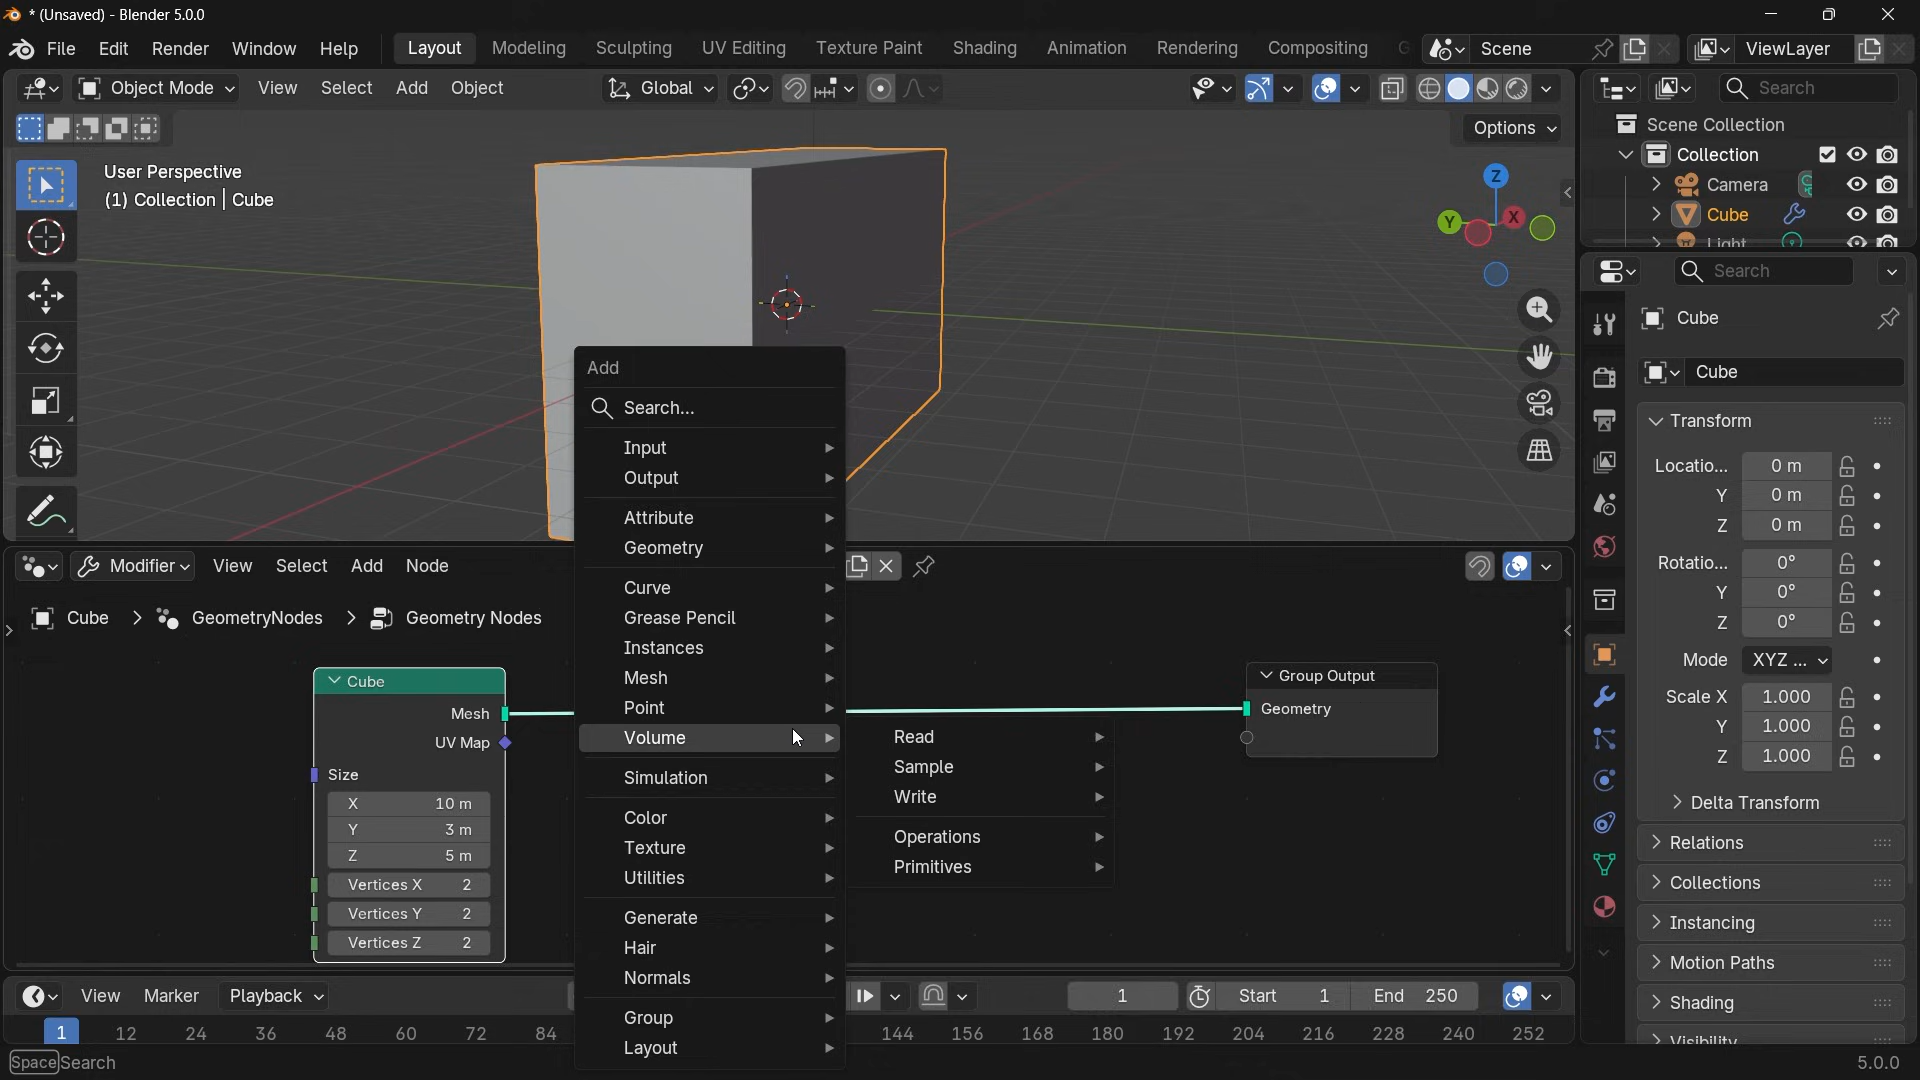 * (Unsaved) - Blender 5.0.0
File Edit Render Window Help Layout Modeling Sculpting UV Editing Texture Paint Shading Animation Rendering Compositing Scene ViewLayer
Object Mode View Select Add Object Global
Search
Options
Scene Collection
Collection
Camera
Cube
Light
User Perspective
(1) Collection | Cube
Z
Y
X
Search
Cube
Cube
Transform
Locatio... 0 m
Y 0 m
Z 0 m
Rotatio... 0°
Y 0°
Z 0°
Mode XYZ ...
Scale X 1.000
Y 1.000
Z 1.000
Delta Transform
Relations
Collections
Instancing
Motion Paths
Shading
Visibility
Add
Search...
Input
Output
Attribute
Geometry
Curve
Grease Pencil
Instances
Mesh
Point
Volume
Simulation
Color
Texture
Utilities
Generate
Hair
Normals
Group
Layout
Read
Sample
Write
Operations
Primitives
Modifier View Select Add Node
Cube > GeometryNodes > Geometry Nodes
Cube
Mesh
UV Map
Size
X 10 m
Y 3 m
Z 5 m
Vertices X 2
Vertices Y 2
Vertices Z 2
Group Output
Geometry
View Marker Playback 1 Start 1 End 250
1 12 24 36 48 60 72 84 144 156 168 180 192 204 216 228 240 252
Space Search 5.0.0